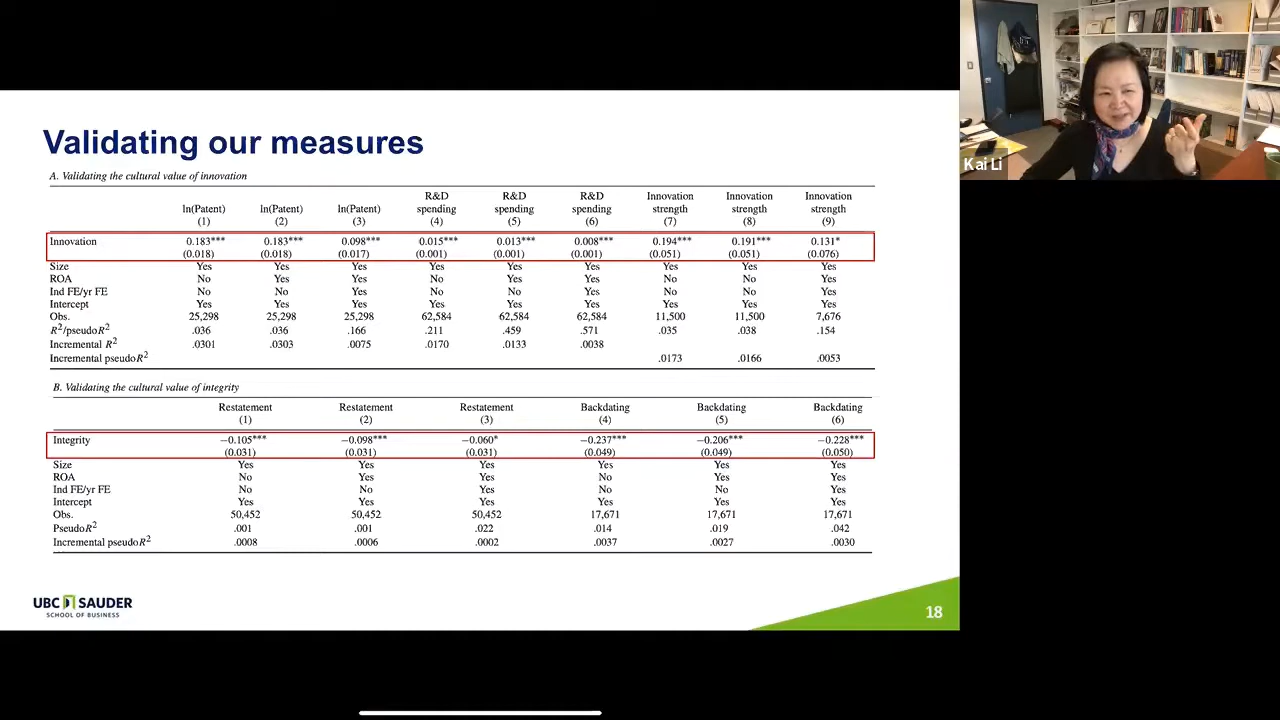 Validating our measures
A. Validating the cultural value of innovation
R&D R&D R&D Innovation Innovation Innovation
ln(Patent) ln(Patent) ln(Patent) spending spending spending strength strength strength
(1) (2) (3) (4) (5) (6) (7) (8) (9)
Innovation 0.183*** 0.183*** 0.098*** 0.015*** 0.013*** 0.008*** 0.194*** 0.191*** 0.131*
(0.018) (0.018) (0.017) (0.001) (0.001) (0.001) (0.051) (0.051) (0.076)
Size Yes Yes Yes Yes Yes Yes Yes Yes Yes
ROA No Yes Yes No Yes Yes No Yes Yes
Ind FE/yr FE No No Yes No No Yes No No Yes
Intercept Yes Yes Yes Yes Yes Yes Yes Yes Yes
Obs. 25,298 25,298 25,298 62,584 62,584 62,584 11,500 11,500 7,676
R2/pseudoR2 .036 .036 .166 .211 .459 .571 .035 .038 .154
Incremental R2 .0301 .0303 .0075 .0170 .0133 .0038
Incremental pseudoR2 .0173 .0166 .0053
B. Validating the cultural value of integrity
Restatement Restatement Restatement Backdating Backdating Backdating
(1) (2) (3) (4) (5) (6)
Integrity −0.105*** −0.098*** −0.060* −0.237*** −0.206*** −0.228***
(0.031) (0.031) (0.031) (0.049) (0.049) (0.050)
Size Yes Yes Yes Yes Yes Yes
ROA No Yes Yes No Yes Yes
Ind FE/yr FE No No Yes No No Yes
Intercept Yes Yes Yes Yes Yes Yes
Obs. 50,452 50,452 50,452 17,671 17,671 17,671
PseudoR2 .001 .001 .022 .014 .019 .042
Incremental pseudoR2 .0008 .0006 .0002 .0037 .0027 .0030
UBC SAUDER
SCHOOL OF BUSINESS
18
Kai Li